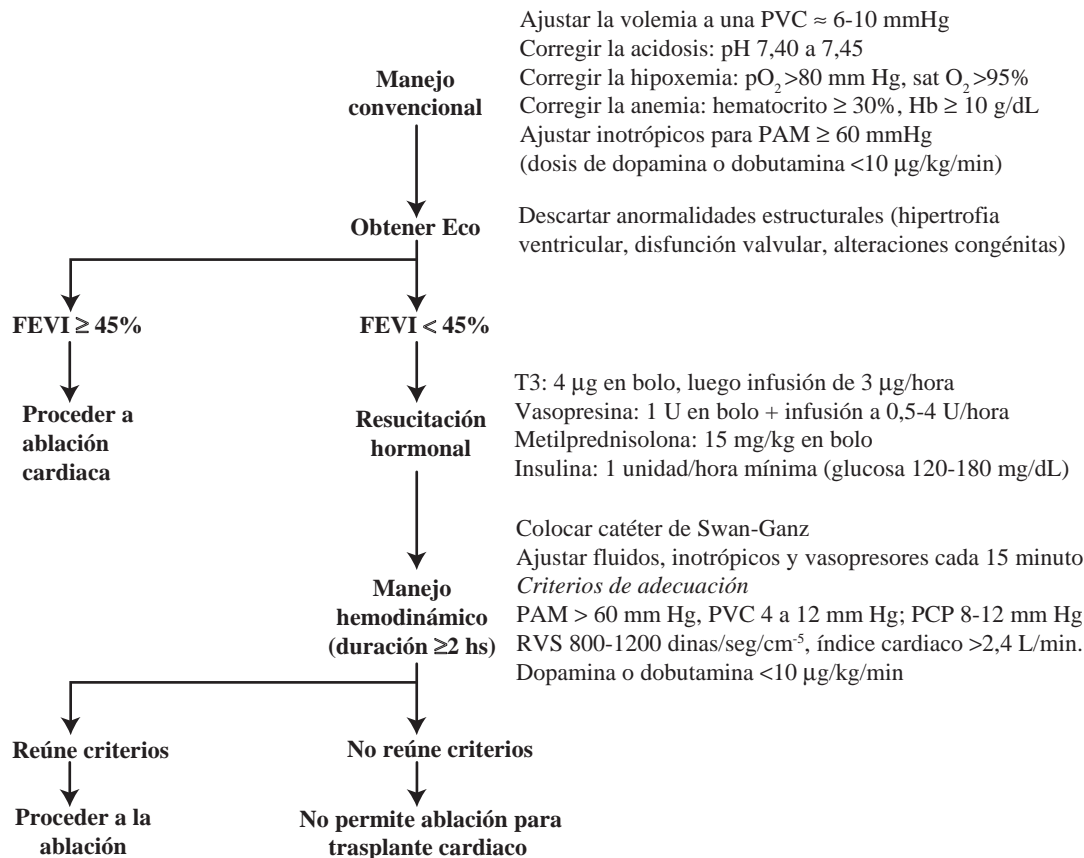 Ajustar la volemia a una PVC ≈ 6-10 mmHg
Corregir la acidosis: pH 7,40 a 7,45
Manejo
convencional
Corregir la hipoxemia: pO₂ >80 mm Hg, sat O₂ >95%
Corregir la anemia: hematocrito ≥ 30%, Hb ≥ 10 g/dL
Ajustar inotrópicos para PAM ≥ 60 mmHg
(dosis de dopamina o dobutamina <10 µg/kg/min)
Obtener Eco
Descartar anormalidades estructurales (hipertrofia
ventricular, disfunción valvular, alteraciones congénitas)
FEVI ≥ 45%
FEVI < 45%
Proceder a
ablación
cardiaca
Resucitación
hormonal
T3: 4 µg en bolo, luego infusión de 3 µg/hora
Vasopresina: 1 U en bolo + infusión a 0,5-4 U/hora
Metilprednisolona: 15 mg/kg en bolo
Insulina: 1 unidad/hora mínima (glucosa 120-180 mg/dL)
Manejo
hemodinámico
(duración ≥2 hs)
Colocar catéter de Swan-Ganz
Ajustar fluidos, inotrópicos y vasopresores cada 15 minuto
Criterios de adecuación
PAM > 60 mm Hg, PVC 4 a 12 mm Hg; PCP 8-12 mm Hg
RVS 800-1200 dinas/seg/cm⁻⁵, índice cardiaco >2,4 L/min.
Dopamina o dobutamina <10 µg/kg/min
Reúne criterios
No reúne criterios
Proceder a la
ablación
No permite ablación para
trasplante cardiaco